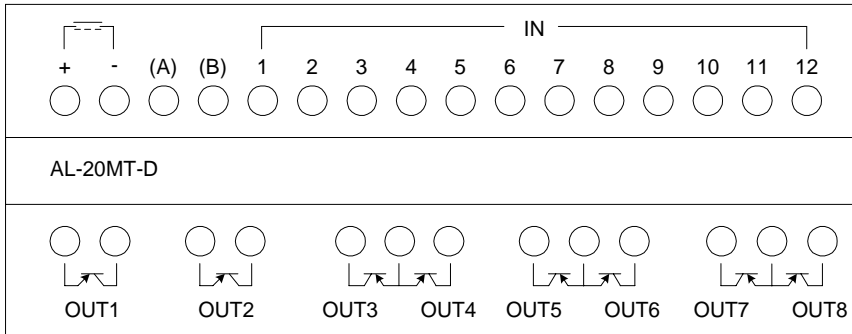 IN
+ - (A) (B) 1 2 3 4 5 6 7 8 9 10 11 12
AL-20MT-D
OUT1 OUT2 OUT3 OUT4 OUT5 OUT6 OUT7 OUT8